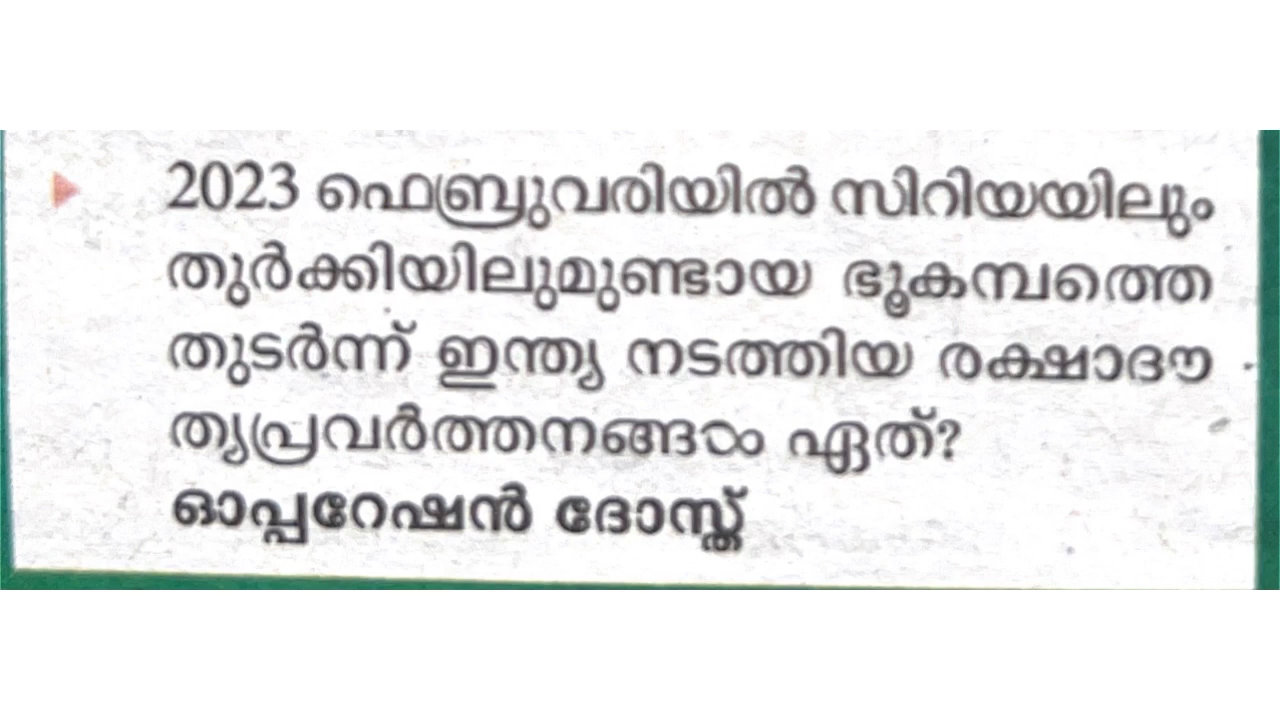 2023 ഫെബ്രുവരിയിൽ സിറിയയിലും
തുർക്കിയിലുമുണ്ടായ ഭൂകമ്പത്തെ
തുടർന്ന് ഇന്ത്യ നടത്തിയ രക്ഷാദൗ
ത്യപ്രവർത്തനങ്ങൾ ഏത്?
ഓപ്പറേഷൻ ദോസ്ത്